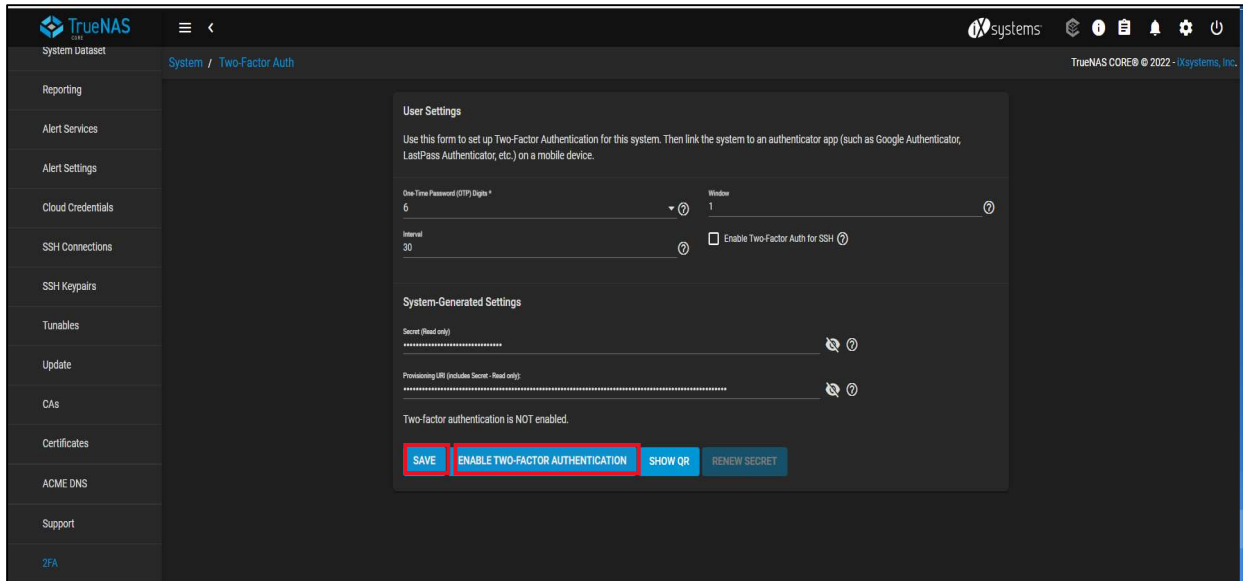 TrueNAS
CORE
iXsystems
System Dataset
System / Two-Factor Auth
TrueNAS CORE® © 2022 - iXsystems, Inc.
Reporting
Alert Services
Alert Settings
Cloud Credentials
SSH Connections
SSH Keypairs
Tunables
Update
CAs
Certificates
ACME DNS
Support
2FA
User Settings
Use this form to set up Two-Factor Authentication for this system. Then link the system to an authenticator app (such as Google Authenticator,
LastPass Authenticator, etc.) on a mobile device.
One-Time Password (OTP) Digits *
6
Window
1
Interval
30
Enable Two-Factor Auth for SSH
System-Generated Settings
Secret (Read only)
Provisioning URI (includes Secret - Read only):
Two-factor authentication is NOT enabled.
SAVE
ENABLE TWO-FACTOR AUTHENTICATION
SHOW QR
RENEW SECRET